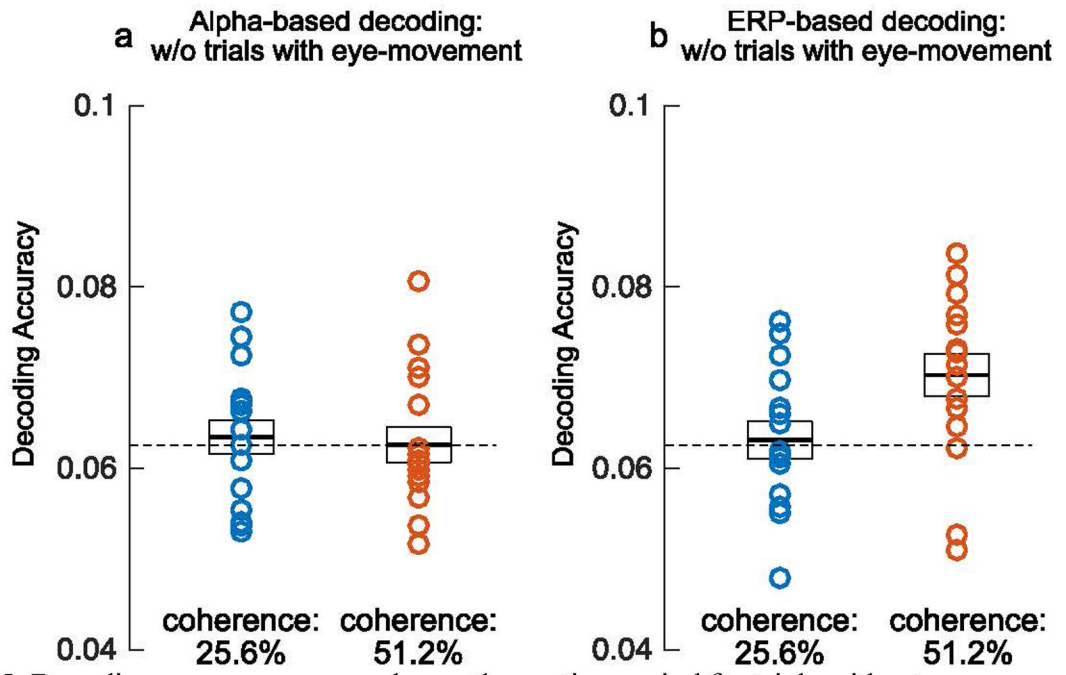 a
Alpha-based decoding:
w/o trials with eye-movement
0.1
0.08
0.06
0.04
Decoding Accuracy
coherence:
25.6%
coherence:
51.2%
b
ERP-based decoding:
w/o trials with eye-movement
0.1
0.08
0.06
0.04
Decoding Accuracy
coherence:
25.6%
coherence:
51.2%